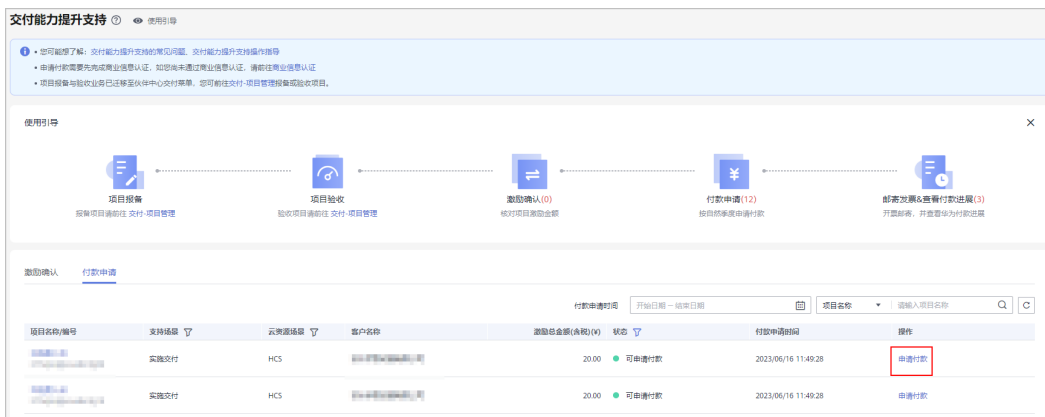 交付能力提升支持 使用引导
• 您可能想了解：交付能力提升支持的常见问题、交付能力提升支持操作指导
• 申请付款需要先完成商业信息认证，如您尚未通过商业信息认证，请前往商业信息认证
• 项目报备与验收业务已迁移至伙伴中心交付菜单，您可前往交付-项目管理报备或验收项目。
使用引导
项目报备 项目验收 激励确认(0) 付款申请(12) 邮寄发票&查看付款进展(3)
报备项目请前往 交付-项目管理 验收项目请前往 交付-项目管理 核对项目激励金额 按自然季度申请付款 开票邮寄，并查看华为付款进展
激励确认 付款申请
付款申请时间 开始日期 – 结束日期 项目名称 请输入项目名称
项目名称/编号 支持场景 云资源场景 客户名称 激励总金额(含税)(¥) 状态 付款申请时间 操作
实施交付 HCS 20.00 可申请付款 2023/06/16 11:49:28 申请付款
实施交付 HCS 20.00 可申请付款 2023/06/16 11:49:28 申请付款